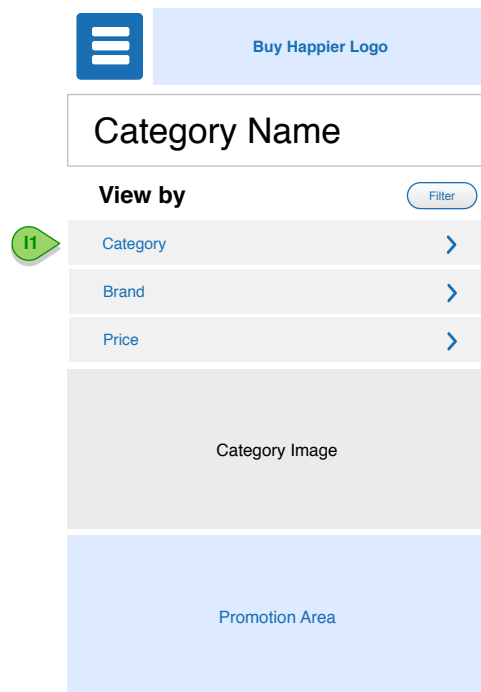 Buy Happier Logo
Category Name
View by
Filter
I1
Category
Brand
Price
Category Image
Promotion Area